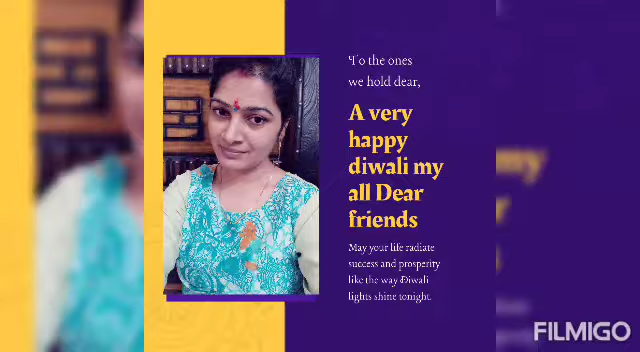 To the ones
we hold dear,
A very
happy
diwali my
all Dear
friends
May your life radiate
success and prosperity
like the way Diwali
lights shine tonight.
my
FILMIGO